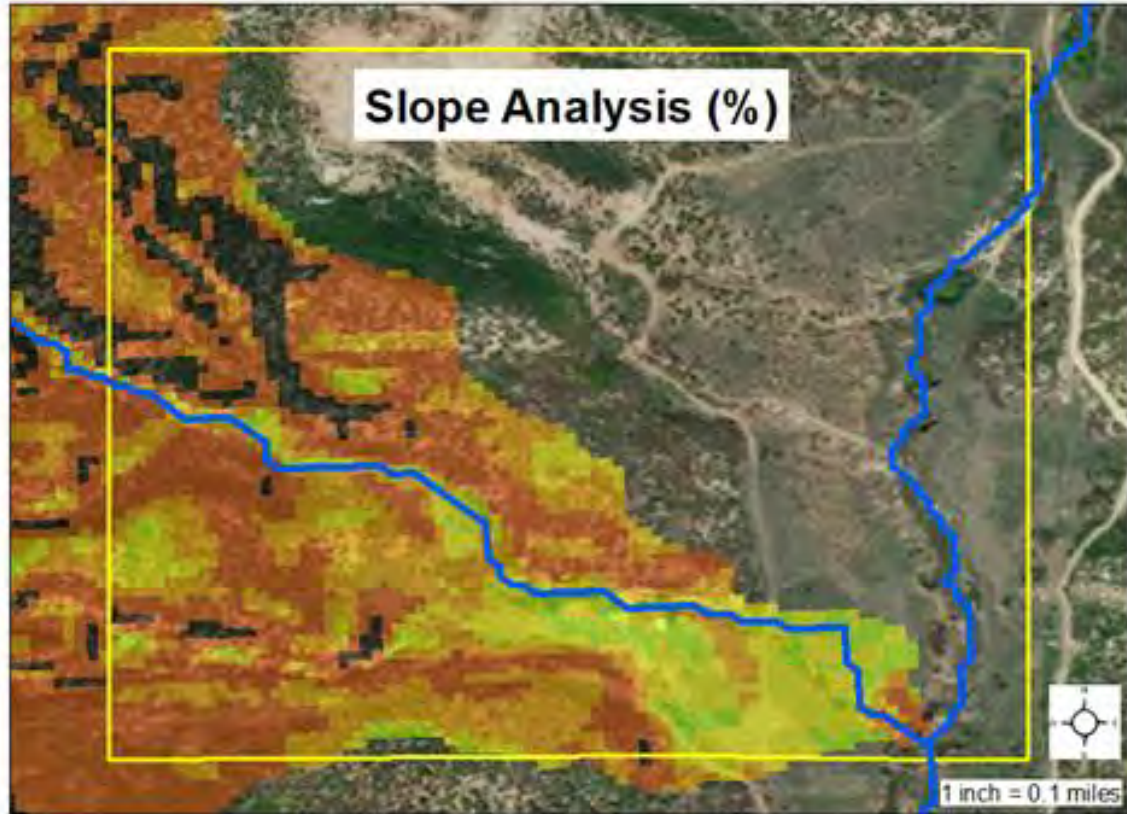 Slope Analysis (%)
1 inch = 0.1 miles